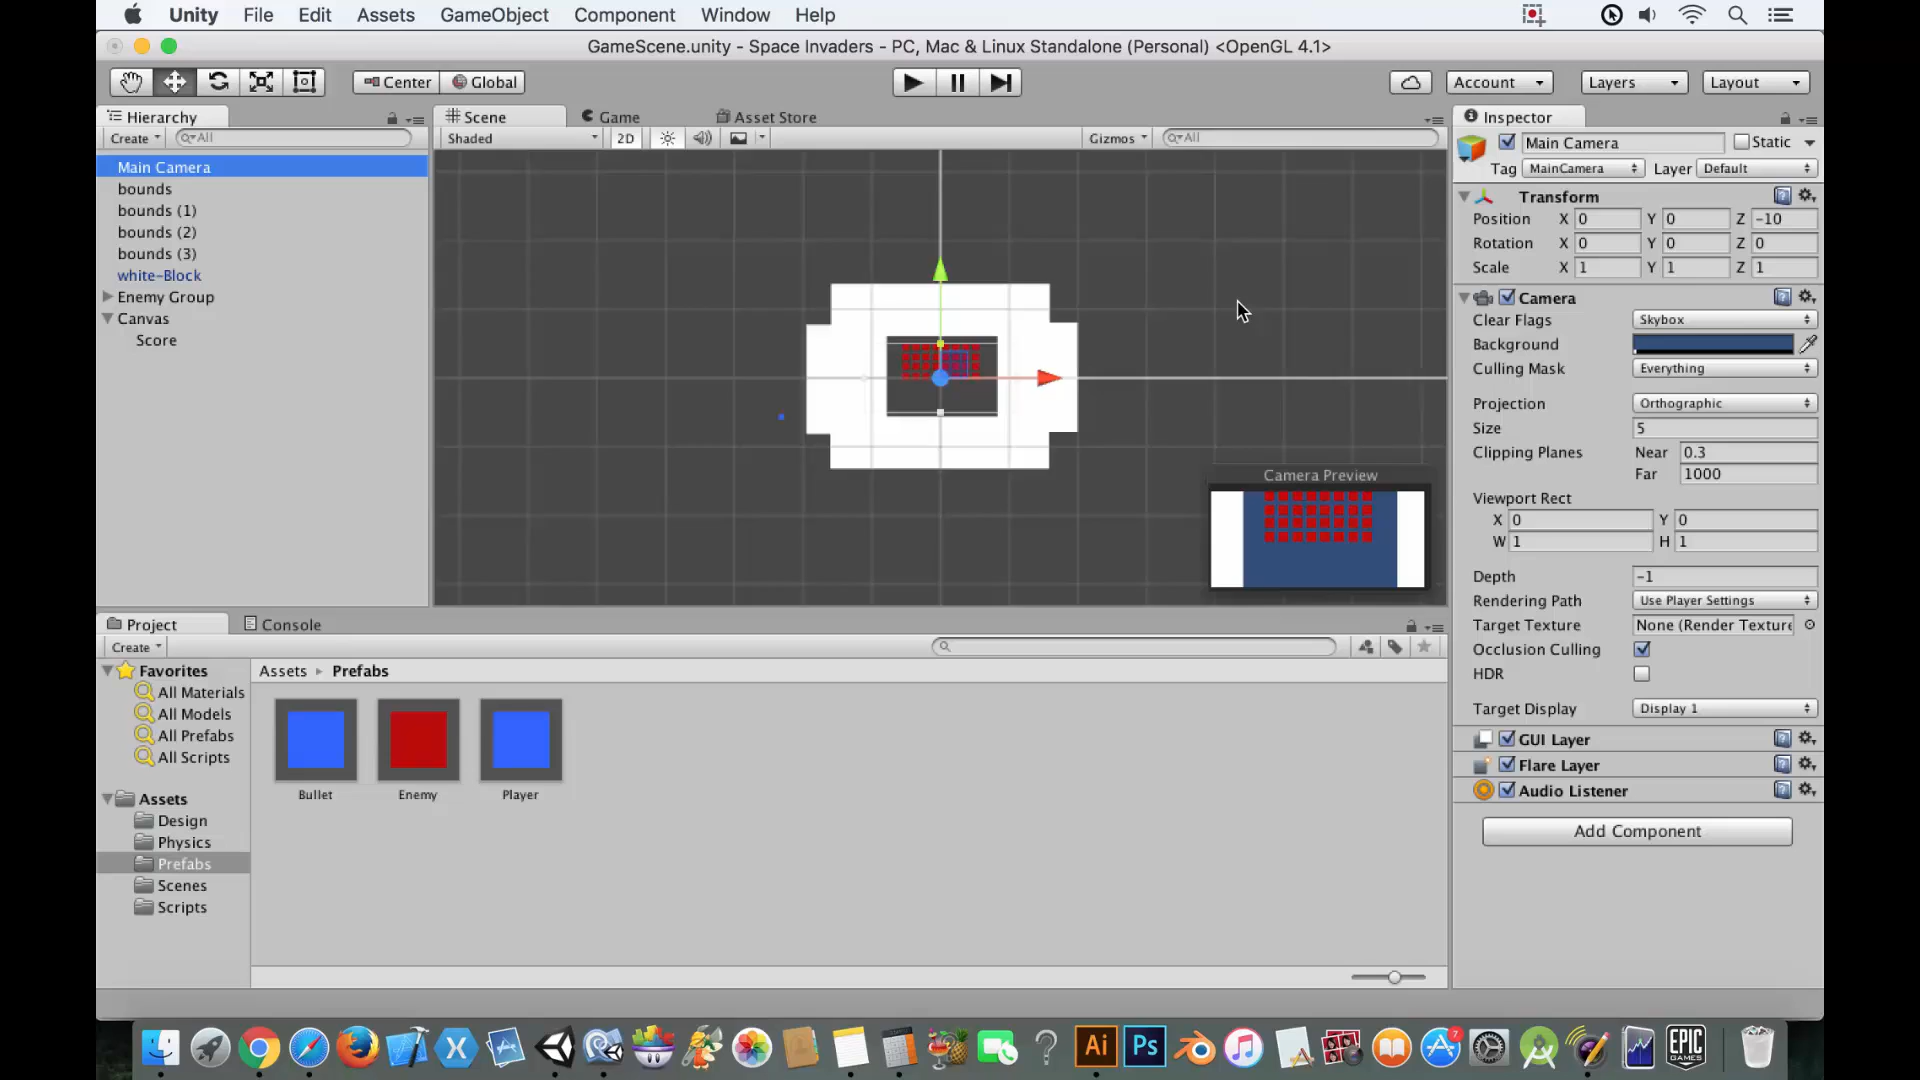 Unity File Edit Assets GameObject Component Window Help
GameScene.unity - Space Invaders - PC, Mac & Linux Standalone (Personal) <OpenGL 4.1>
Center Global Account Layers Layout
Hierarchy
Create All
Main Camera
bounds
bounds (1)
bounds (2)
bounds (3)
white-Block
Enemy Group
Canvas
Score
Scene Game Asset Store
Shaded 2D Gizmos All
Camera Preview
Inspector
Main Camera Static
Tag MainCamera Layer Default
Transform
Position X 0 Y 0 Z -10
Rotation X 0 Y 0 Z 0
Scale X 1 Y 1 Z 1
Camera
Clear Flags Skybox
Background
Culling Mask Everything
Projection Orthographic
Size 5
Clipping Planes Near 0.3
Far 1000
Viewport Rect
X 0 Y 0
W 1 H 1
Depth -1
Rendering Path Use Player Settings
Target Texture None (Render Texture
Occlusion Culling
HDR
Target Display Display 1
GUI Layer
Flare Layer
Audio Listener
Add Component
Project Console
Create
Favorites
All Materials
All Models
All Prefabs
All Scripts
Assets
Design
Physics
Prefabs
Scenes
Scripts
Assets Prefabs
Bullet Enemy Player
Ai Ps 7 EPIC
GAMES